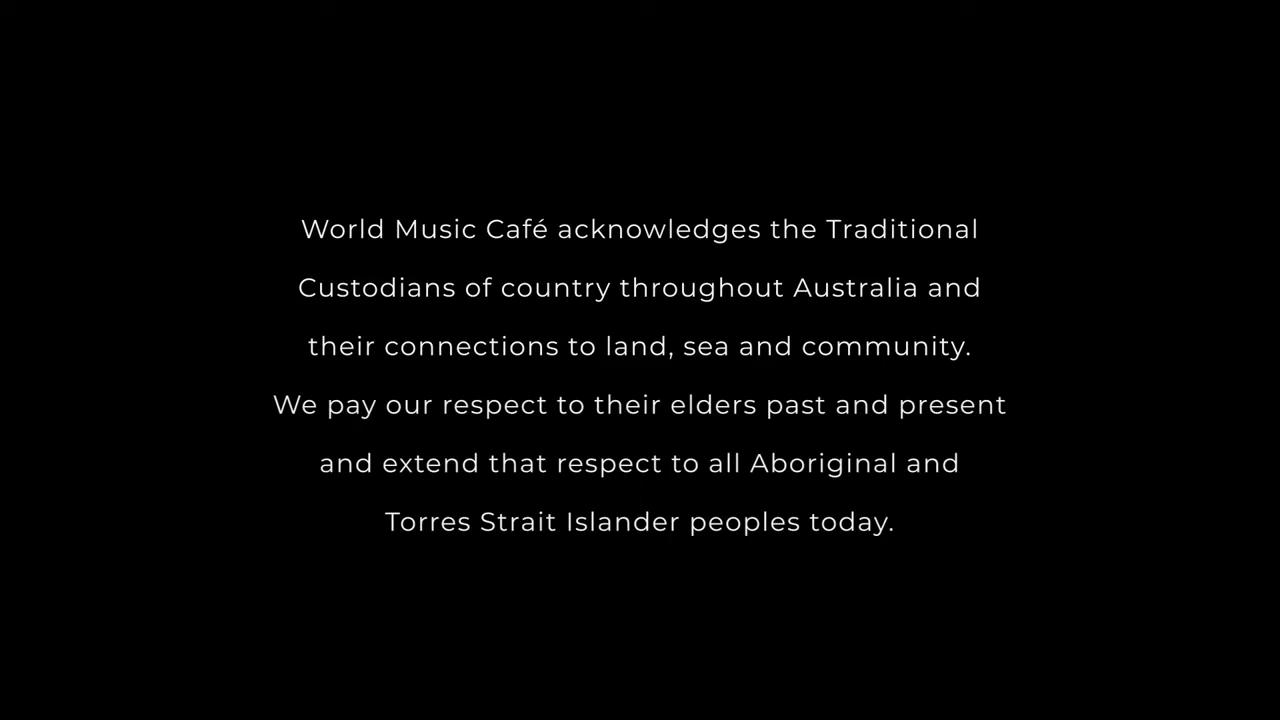 World Music Café acknowledges the Traditional
Custodians of country throughout Australia and
their connections to land, sea and community.
We pay our respect to their elders past and present
and extend that respect to all Aboriginal and
Torres Strait Islander peoples today.